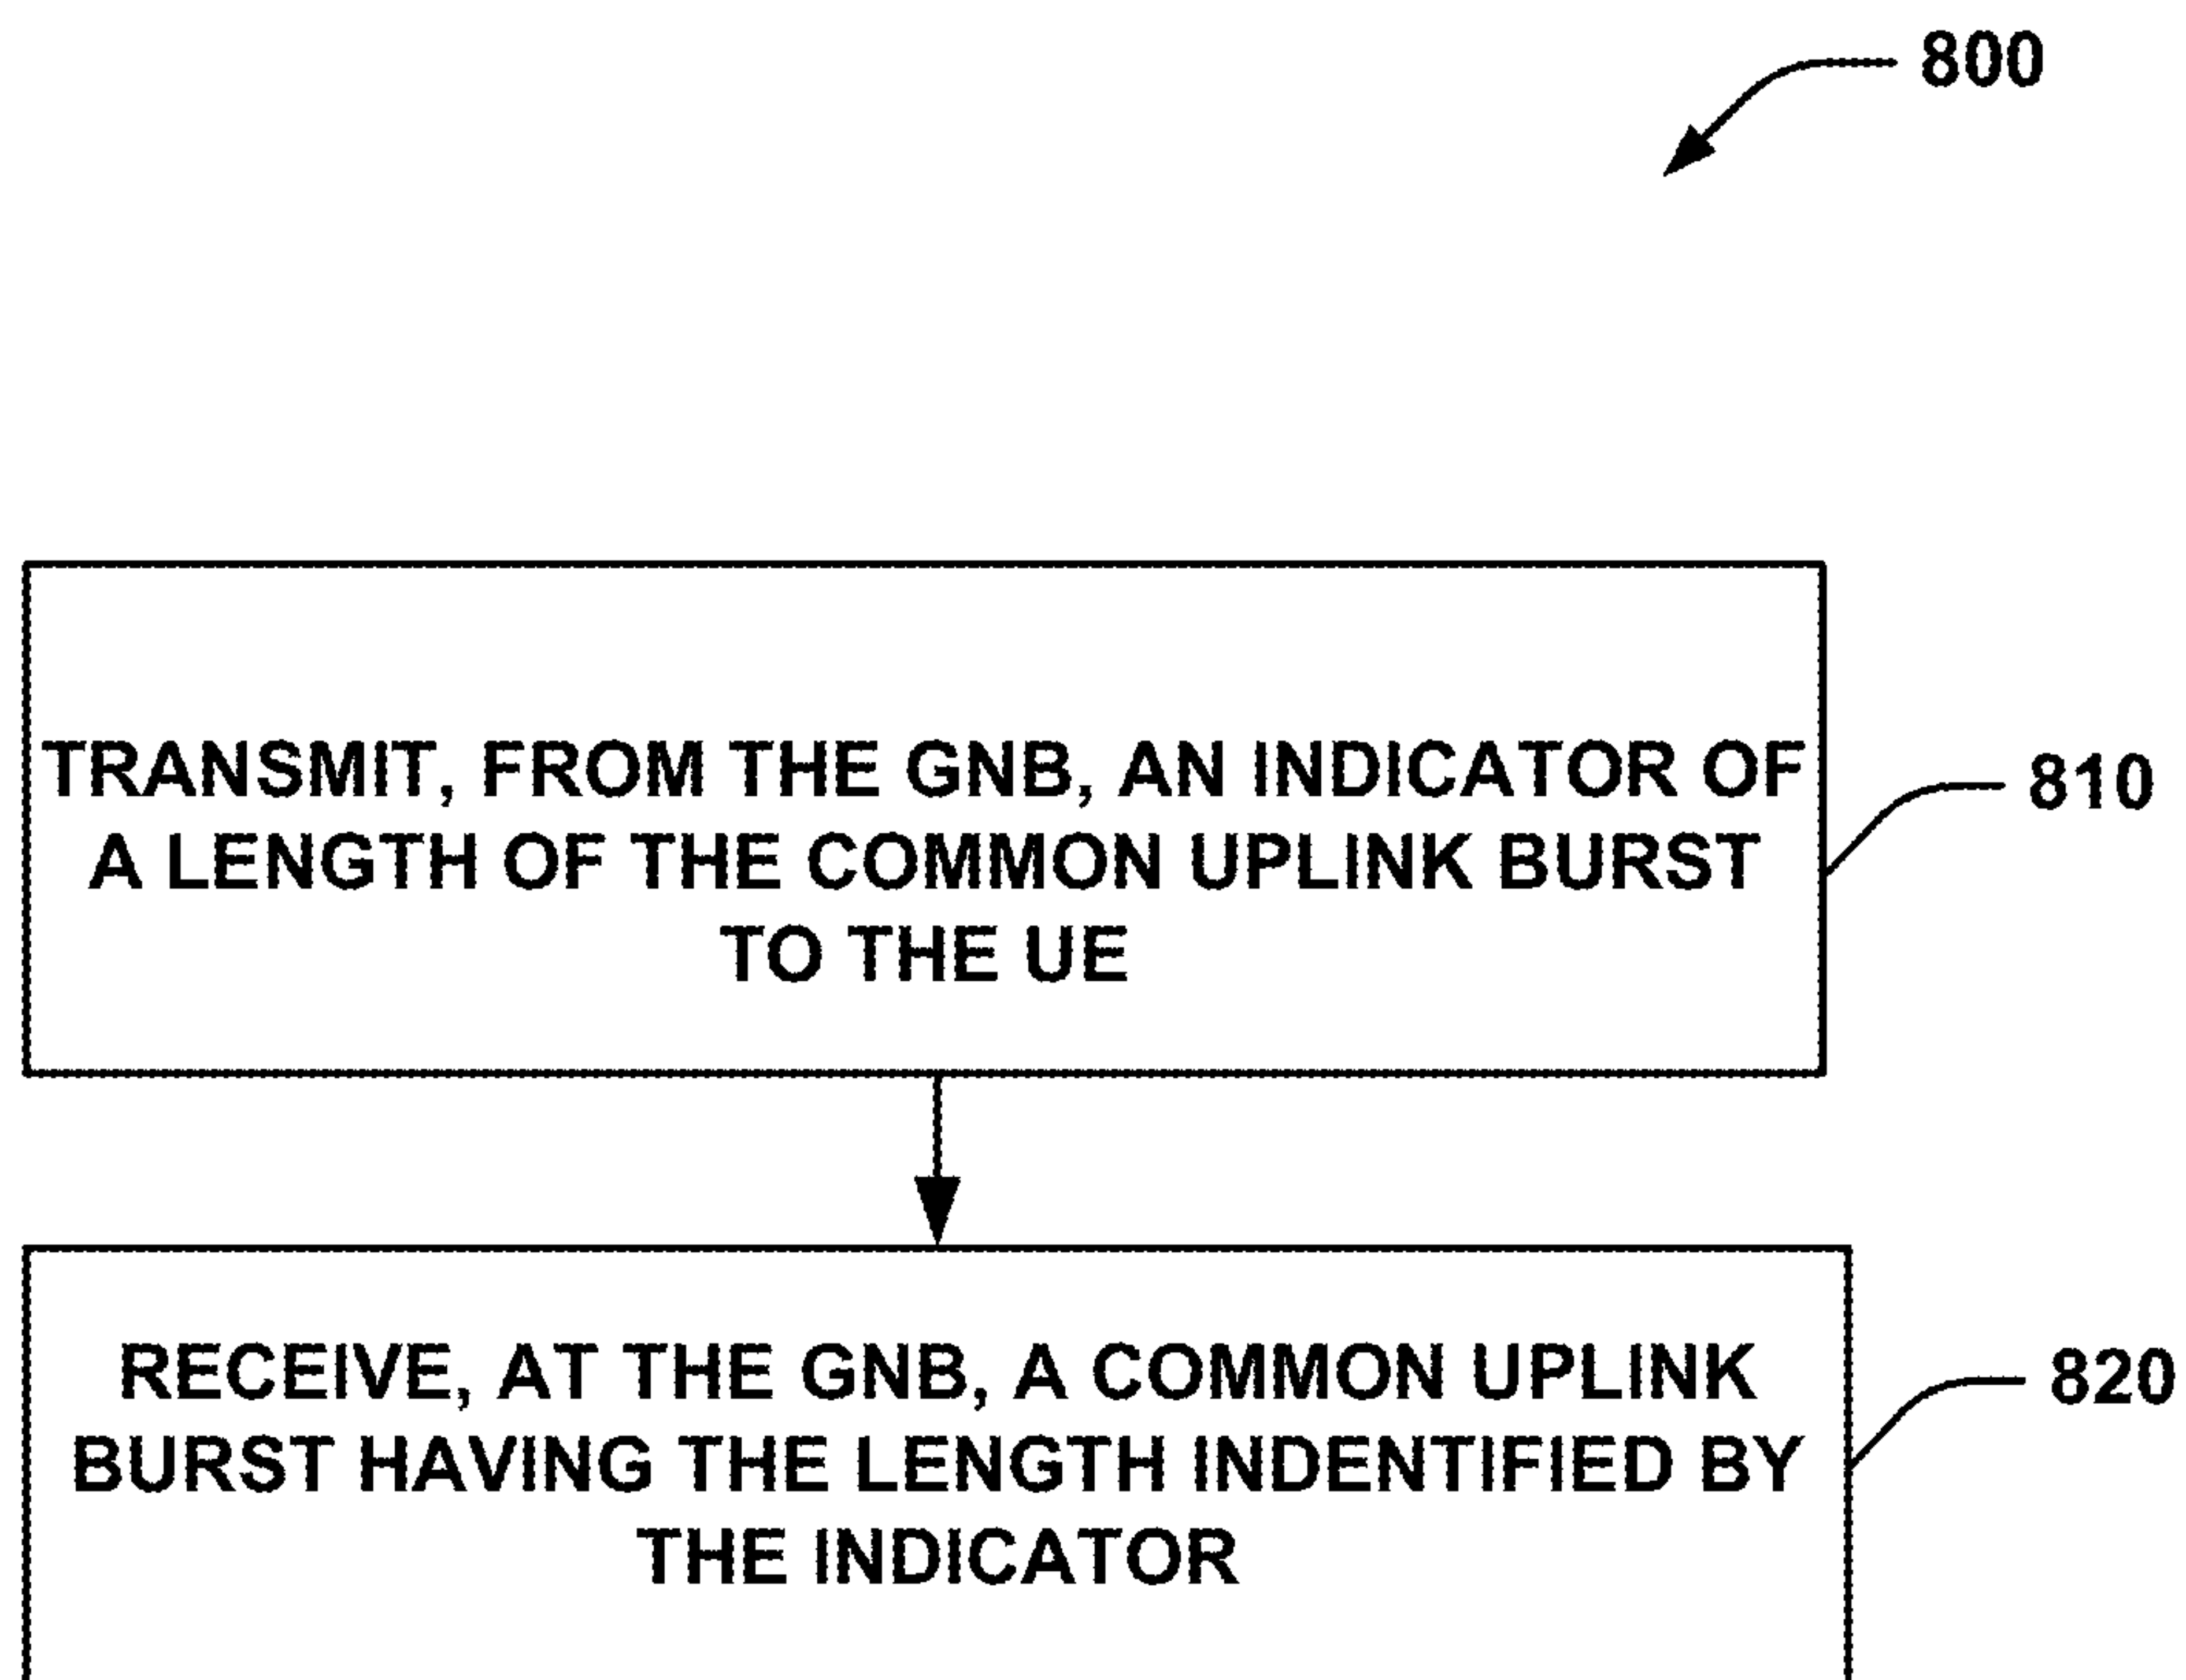 800
TRANSMIT, FROM THE GNB, AN INDICATOR OF
A LENGTH OF THE COMMON UPLINK BURST
TO THE UE
810
RECEIVE, AT THE GNB, A COMMON UPLINK
BURST HAVING THE LENGTH INDENTIFIED BY
THE INDICATOR
820